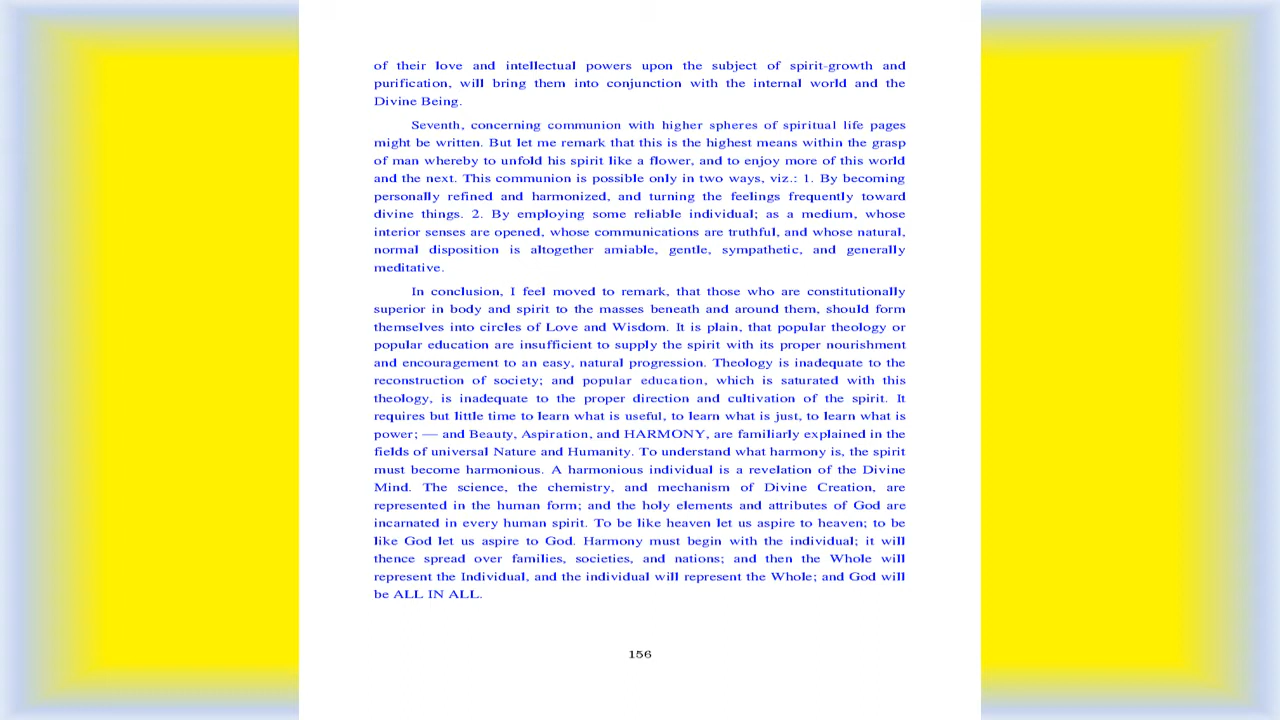 of their love and intellectual powers upon the subject of spirit-growth and
purification, will bring them into conjunction with the internal world and the
Divine Being.
Seventh, concerning communion with higher spheres of spiritual life pages
might be written. But let me remark that this is the highest means within the grasp
of man whereby to unfold his spirit like a flower, and to enjoy more of this world
and the next. This communion is possible only in two ways, viz.: 1. By becoming
personally refined and harmonized, and turning the feelings frequently toward
divine things. 2. By employing some reliable individual; as a medium, whose
interior senses are opened, whose communications are truthful, and whose natural,
normal disposition is altogether amiable, gentle, sympathetic, and generally
meditative.
In conclusion, I feel moved to remark, that those who are constitutionally
superior in body and spirit to the masses beneath and around them, should form
themselves into circles of Love and Wisdom. It is plain, that popular theology or
popular education are insufficient to supply the spirit with its proper nourishment
and encouragement to an easy, natural progression. Theology is inadequate to the
reconstruction of society; and popular education, which is saturated with this
theology, is inadequate to the proper direction and cultivation of the spirit. It
requires but little time to learn what is useful, to learn what is just, to learn what is
power; — and Beauty, Aspiration, and HARMONY, are familiarly explained in the
fields of universal Nature and Humanity. To understand what harmony is, the spirit
must become harmonious. A harmonious individual is a revelation of the Divine
Mind. The science, the chemistry, and mechanism of Divine Creation, are
represented in the human form; and the holy elements and attributes of God are
incarnated in every human spirit. To be like heaven let us aspire to heaven; to be
like God let us aspire to God. Harmony must begin with the individual; it will
thence spread over families, societies, and nations; and then the Whole will
represent the Individual, and the individual will represent the Whole; and God will
be ALL IN ALL.
156